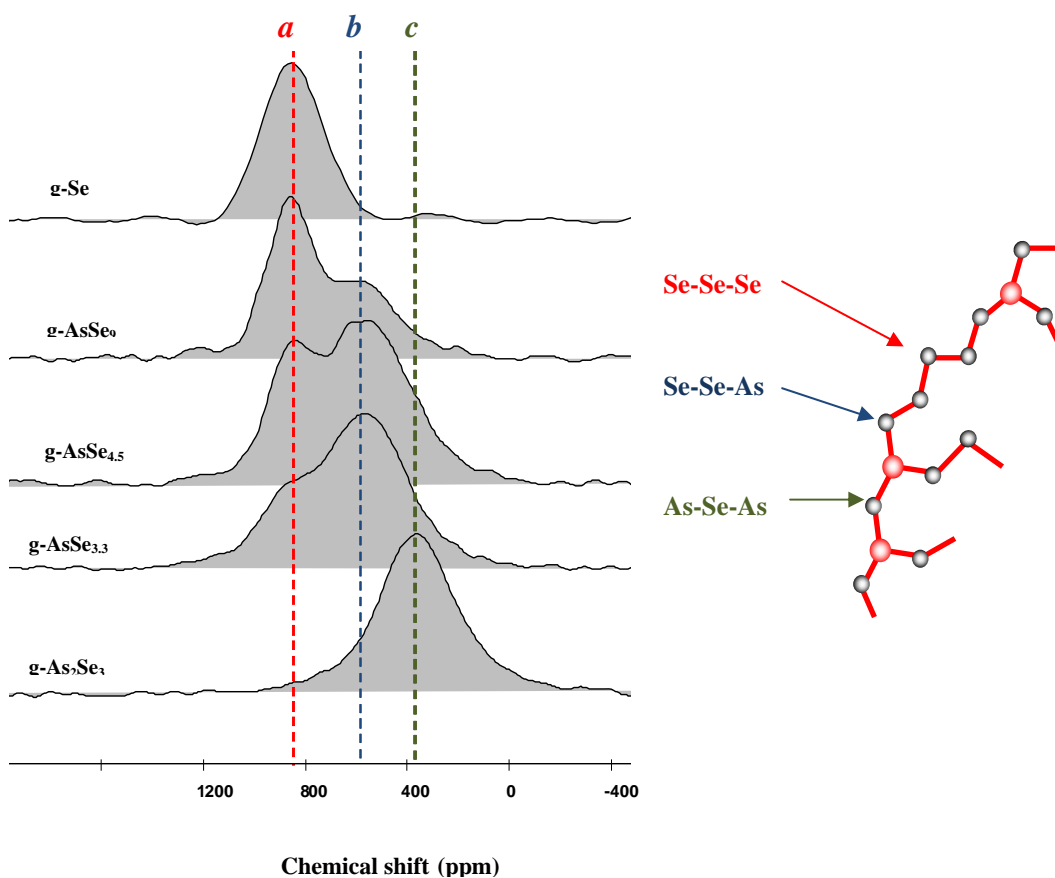 a b c
g-Se
g-AsSe9
g-AsSe4.5
g-AsSe3.3
g-As2Se3
1200 800 400 0 -400
Chemical shift (ppm)
Se-Se-Se
Se-Se-As
As-Se-As